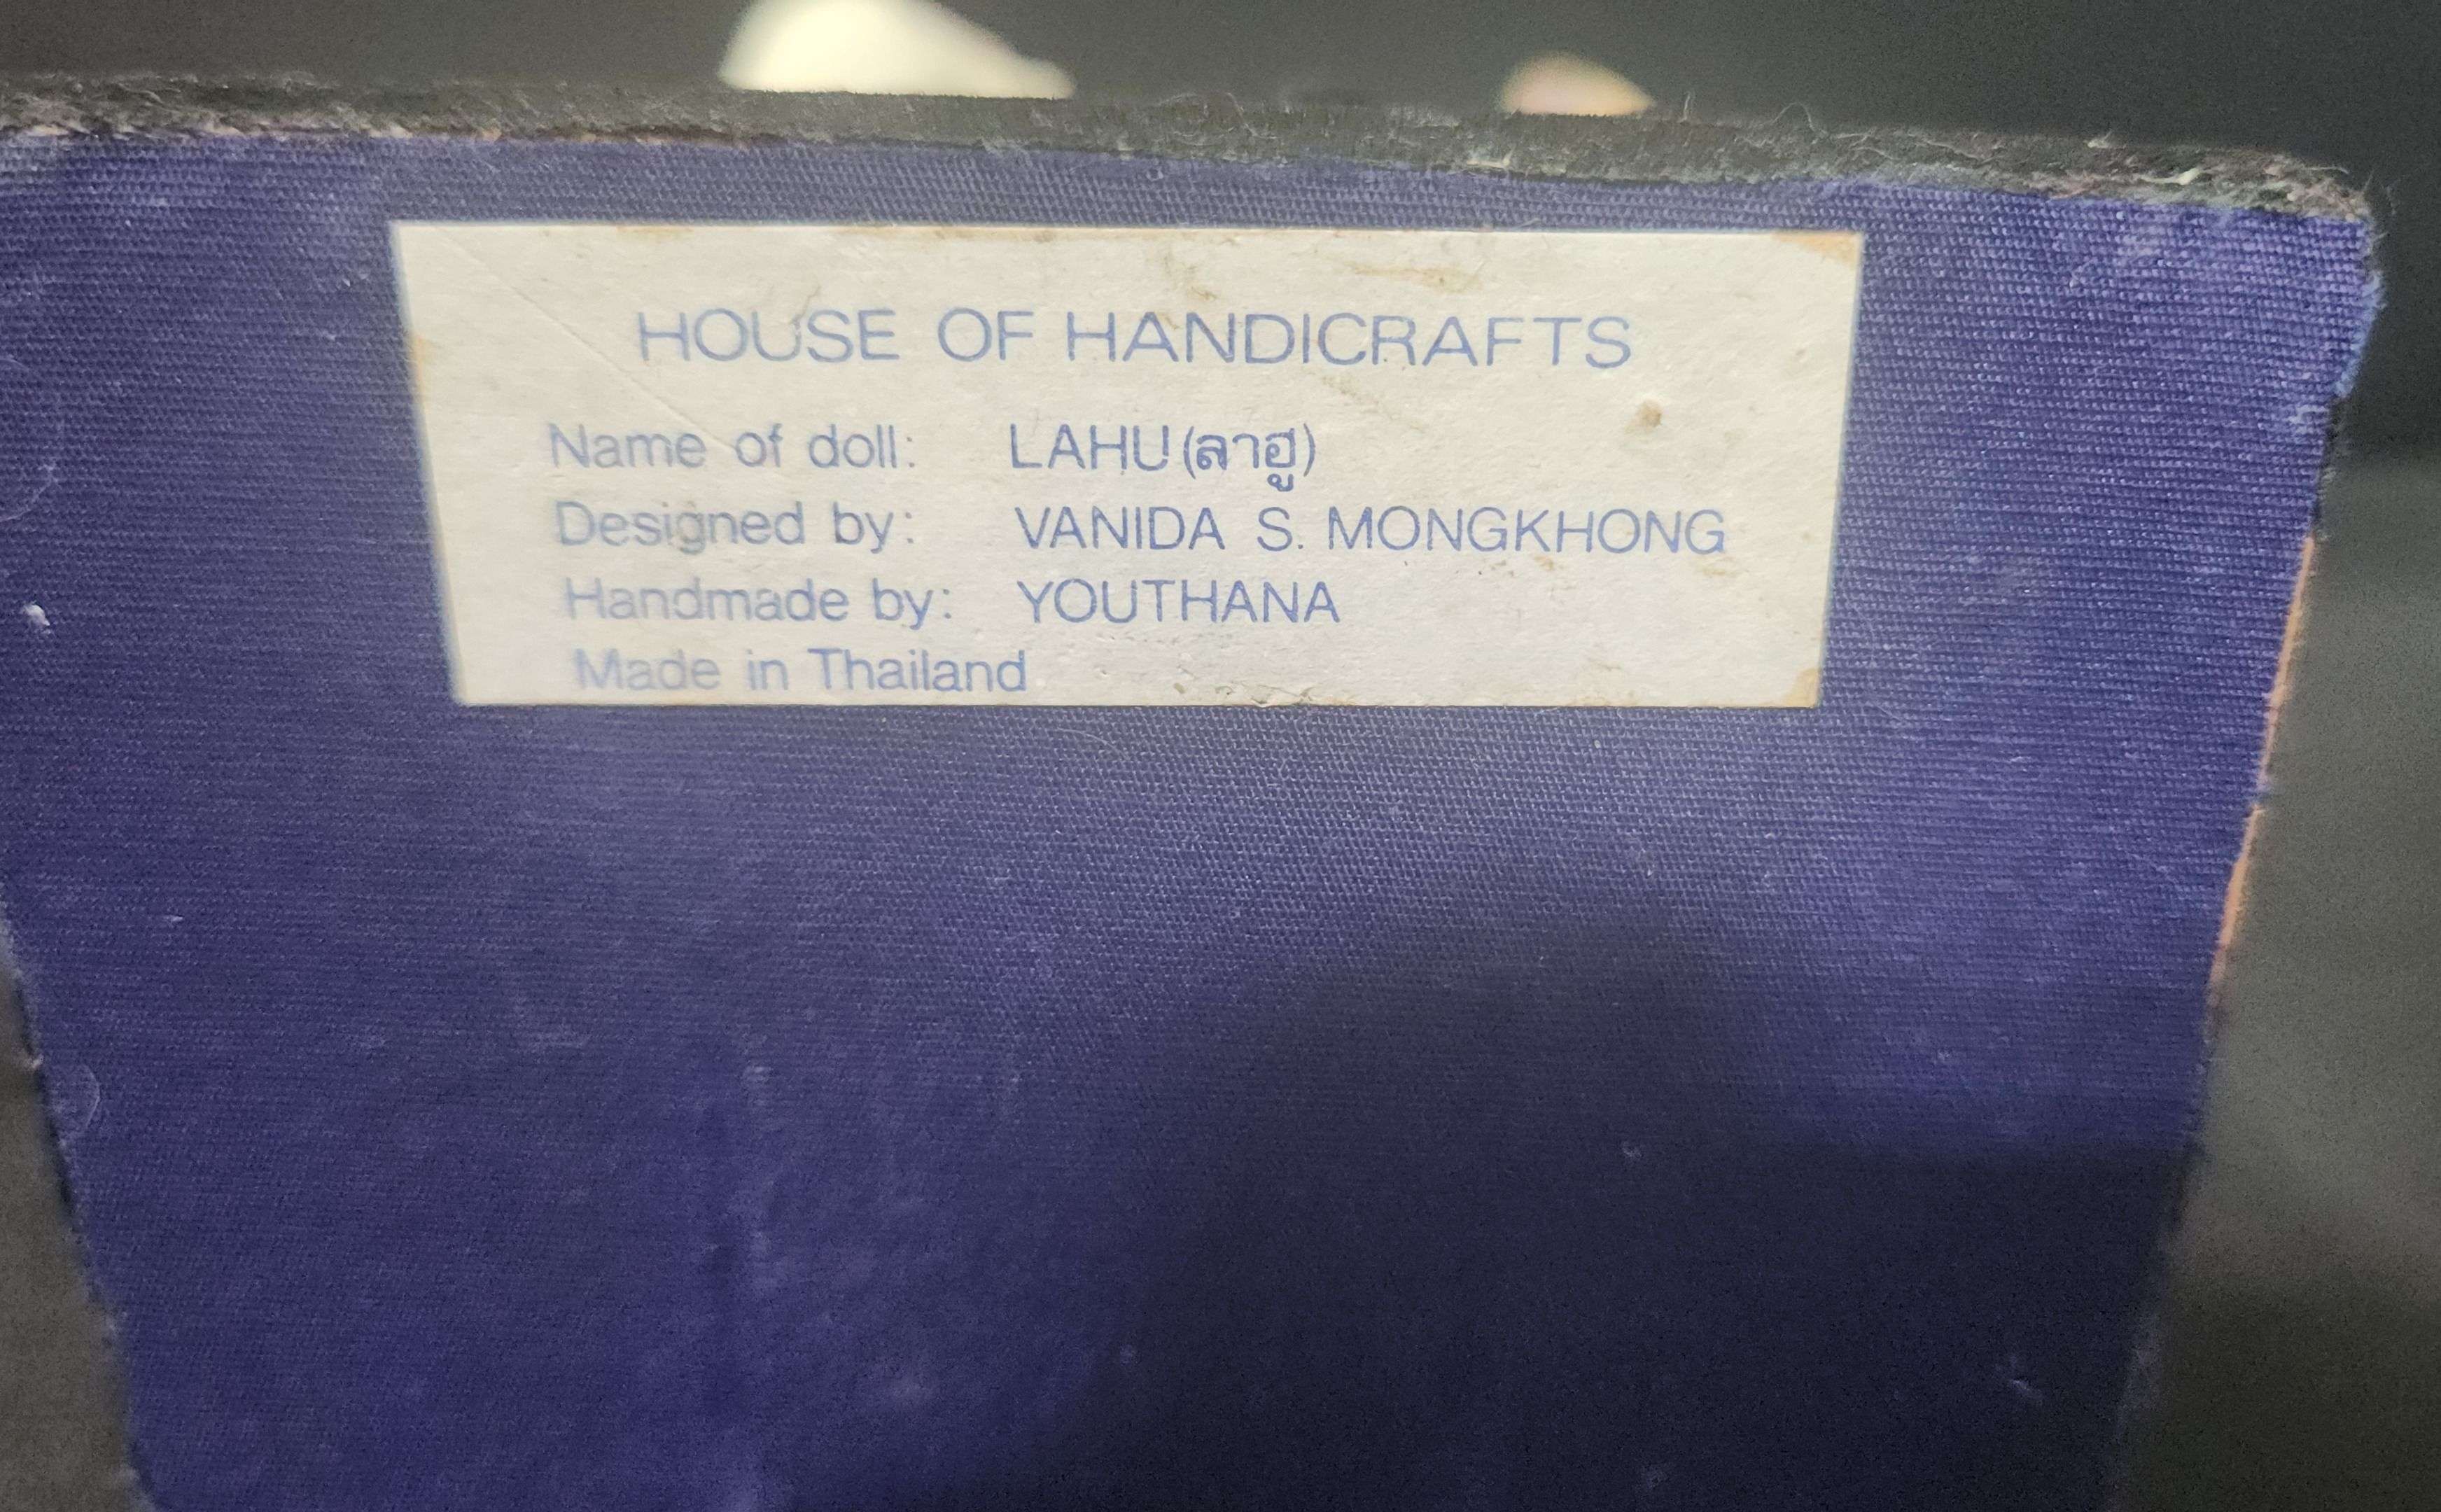 HOUSE OF HANDICRAFTS
Name of doll: LAHU (ลาฮู)
Designed by: VANIDA S. MONGKHONG
Handmade by: YOUTHANA
Made in Thailand